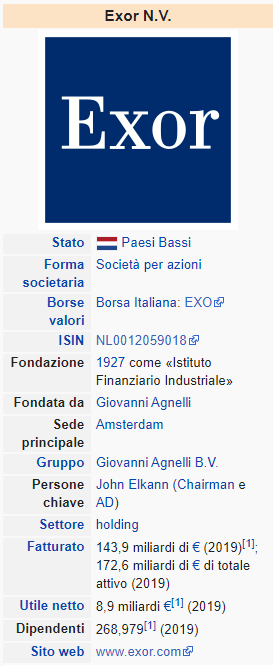 Exor N.V.
Exor
Stato Paesi Bassi
Forma Società per azioni
societaria
Borse Borsa Italiana: EXO
valori
ISIN NL0012059018
Fondazione 1927 come «Istituto
Finanziario Industriale»
Fondata da Giovanni Agnelli
Sede Amsterdam
principale
Gruppo Giovanni Agnelli B.V.
Persone John Elkann (Chairman e
chiave AD)
Settore holding
Fatturato 143,9 miliardi di € (2019)[1];
172,6 miliardi di € di totale
attivo (2019)
Utile netto 8,9 miliardi €[1] (2019)
Dipendenti 268,979[1] (2019)
Sito web www.exor.com